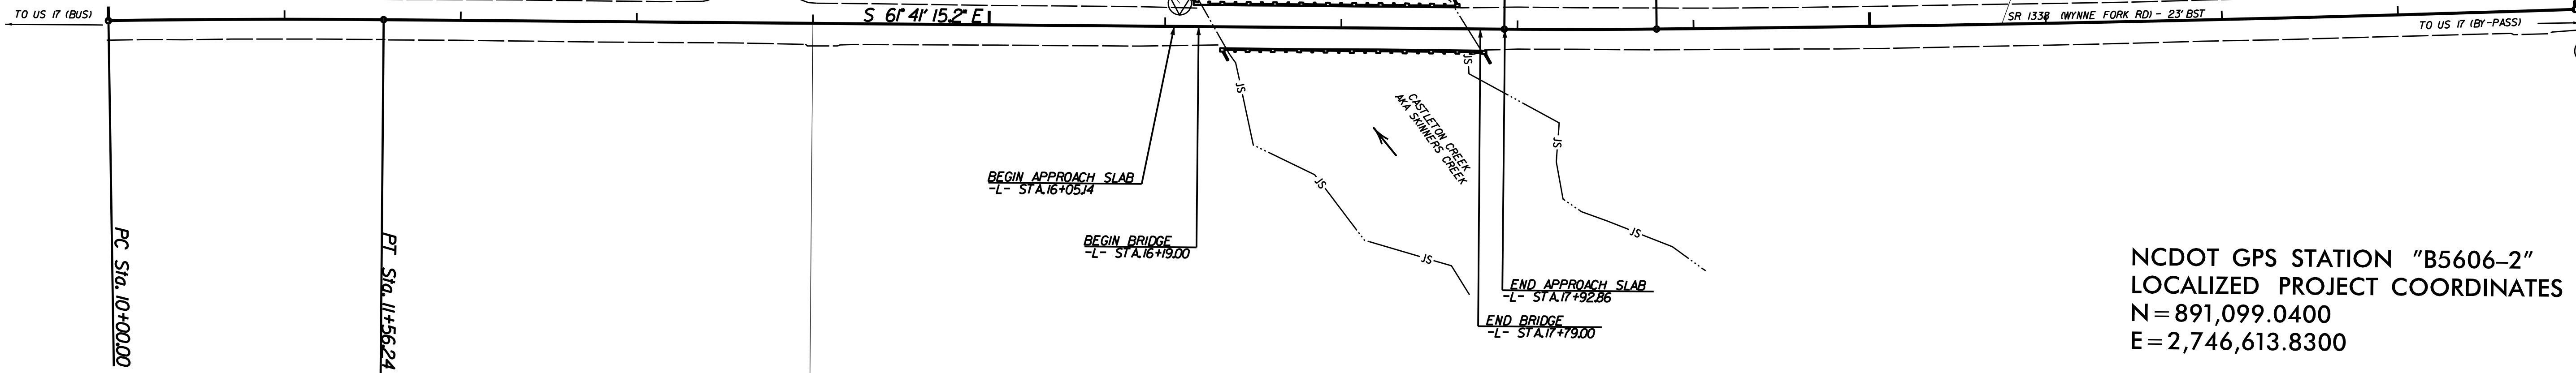 TO US 17 (BUS)
S 61° 41' 15.2" E
SR 1338 (WYNNE FORK RD) - 23' BST
TO US 17 (BY-PASS)
JS
JS
CASTLETON CREEK
AKA SKINNERS CREEK
JS
JS
JS
JS
BEGIN APPROACH SLAB
-L- STA.16+05.14
BEGIN BRIDGE
-L- STA.16+19.00
END APPROACH SLAB
-L- STA.17+92.86
END BRIDGE
-L- STA.17+79.00
PC Sta. 10+00.00
PT Sta. 11+56.24
NCDOT GPS STATION "B5606–2"
LOCALIZED PROJECT COORDINATES
N=891,099.0400
E=2,746,613.8300